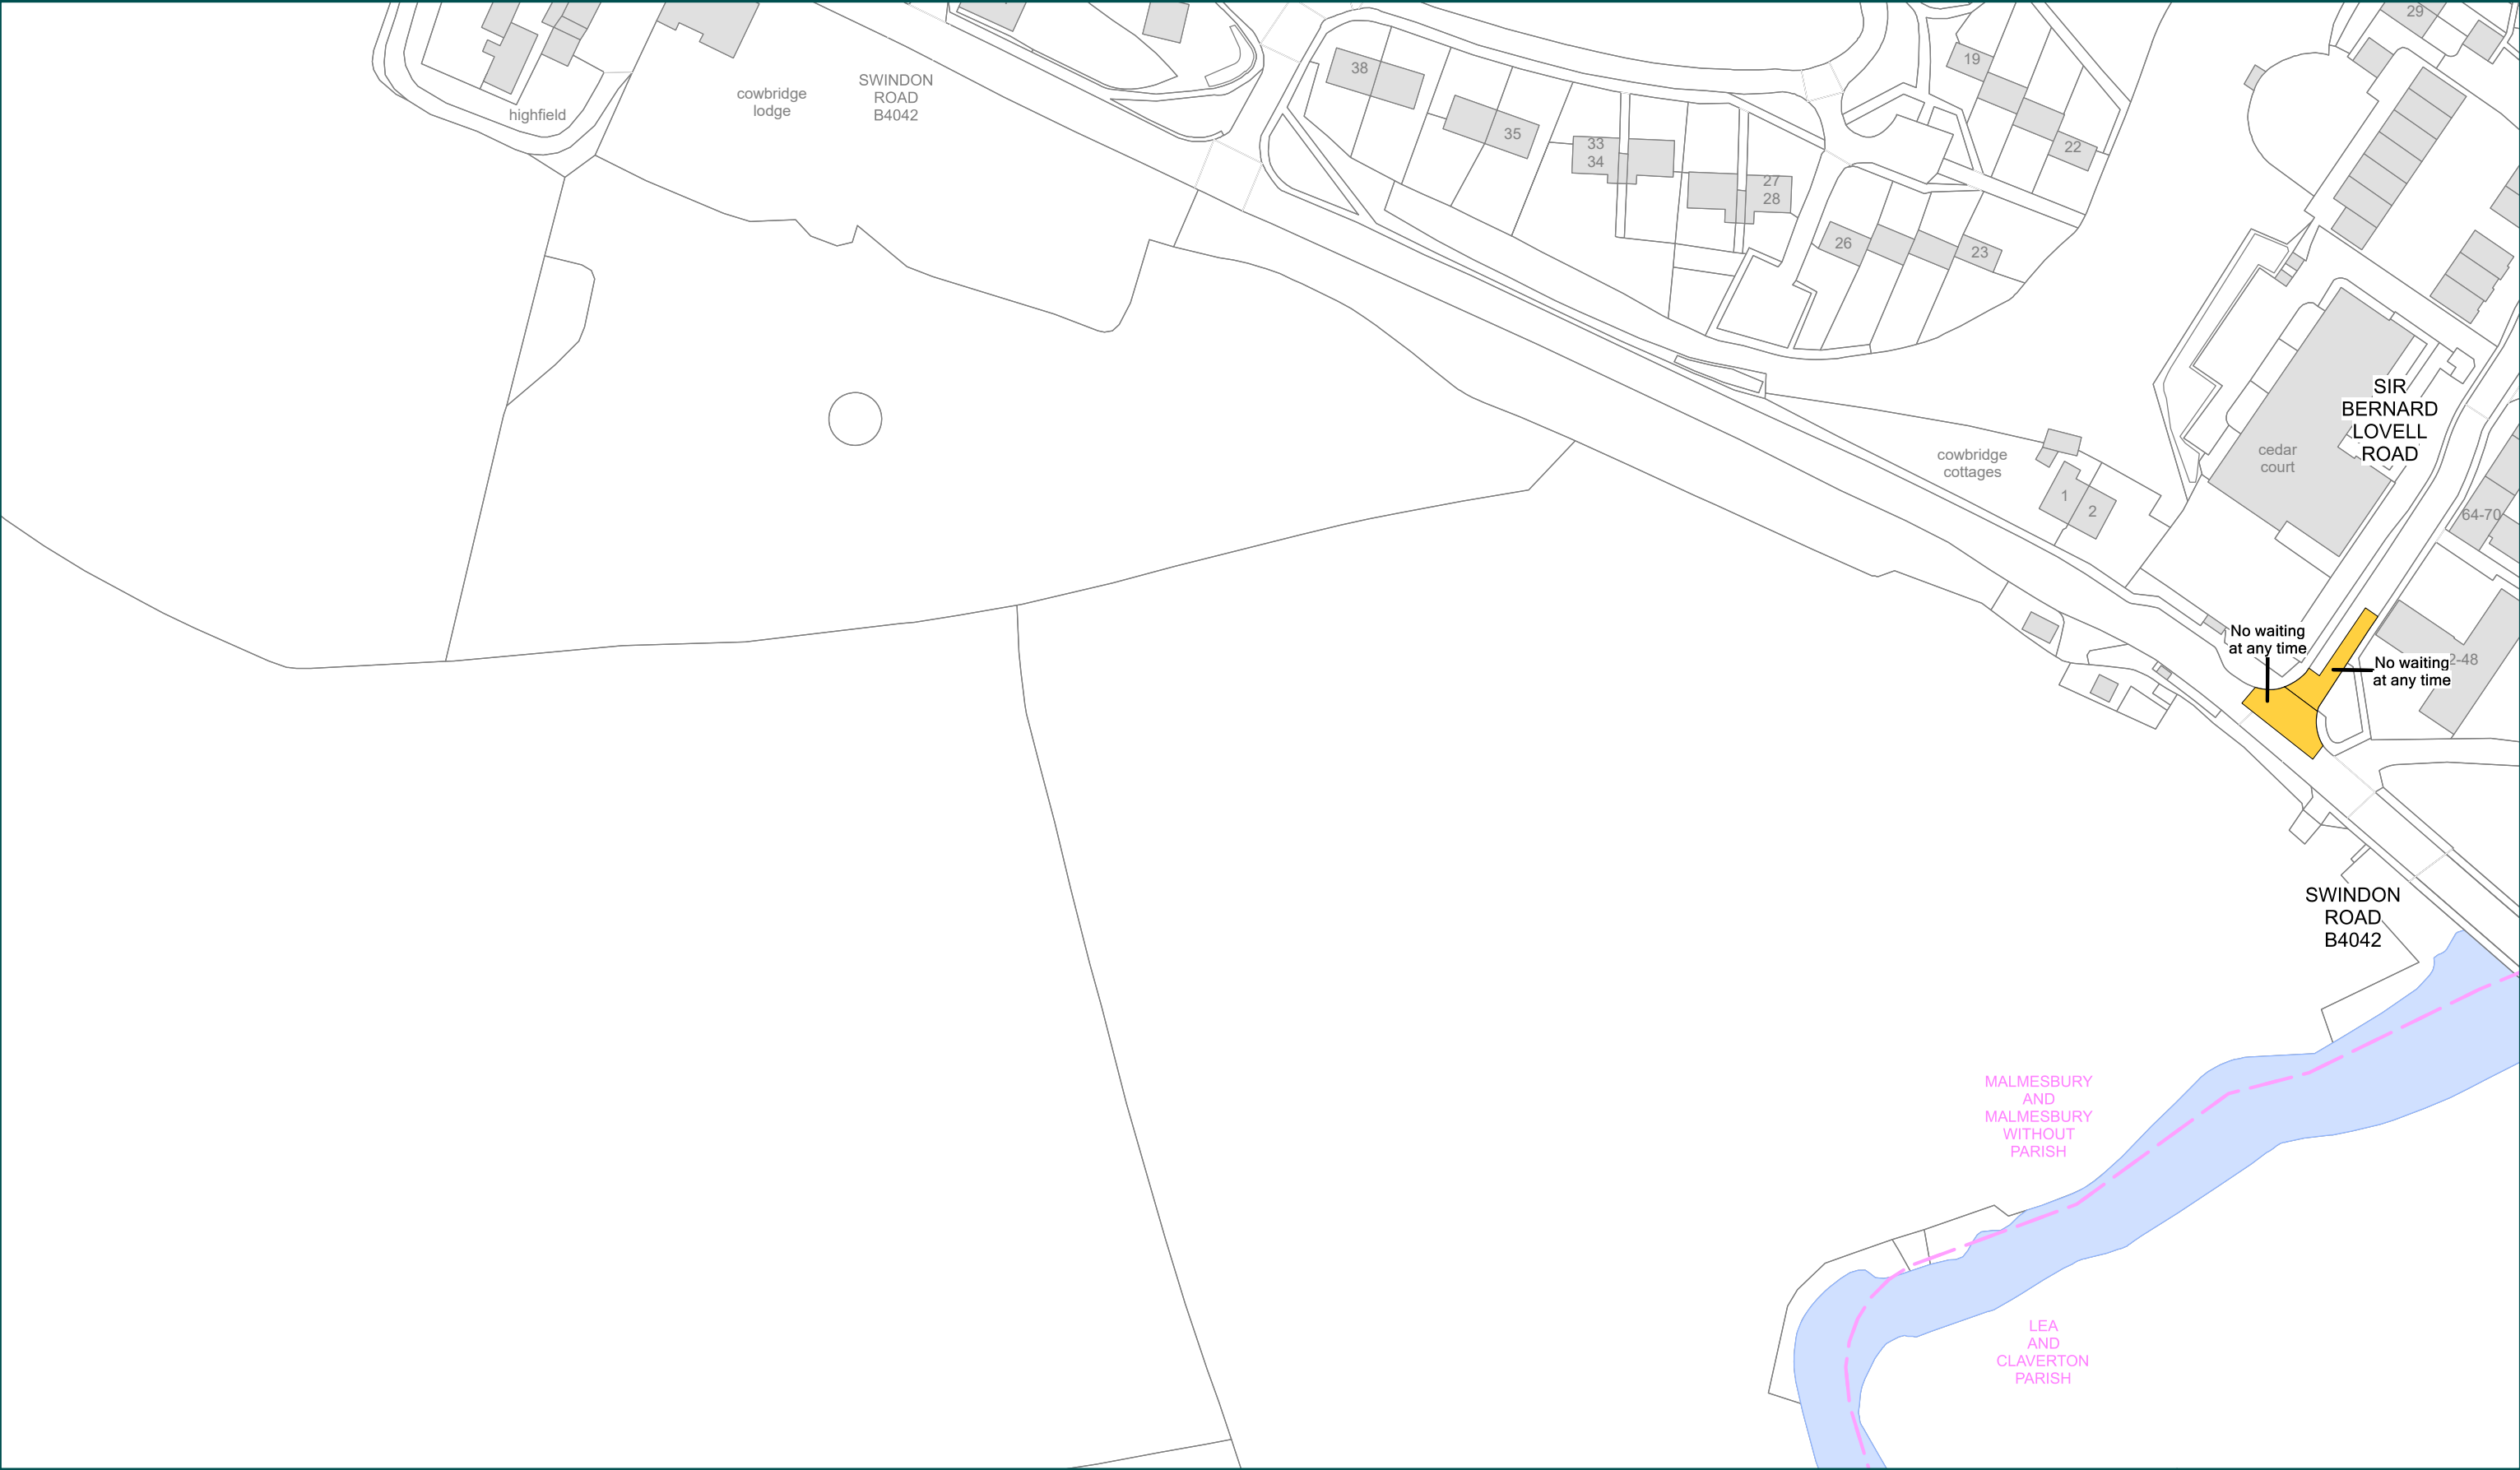 29
38
SWINDON
ROAD
B4042
cowbridge
lodge
highfield
19
35
33
34
22
27
28
26
23
SIR
BERNARD
LOVELL
ROAD
cedar
court
cowbridge
cottages
1
2
64-70
No waiting
at any time
No waiting
at any time
2-48
SWINDON
ROAD
B4042
MALMESBURY
AND
MALMESBURY
WITHOUT
PARISH
LEA
AND
CLAVERTON
PARISH